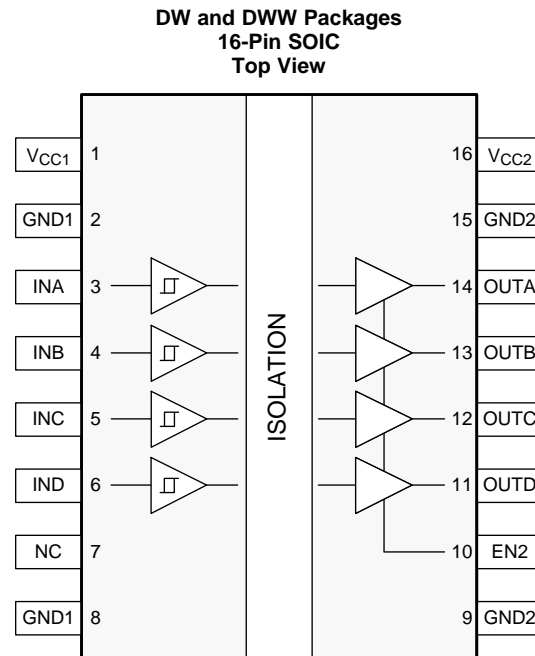 DW and DWW Packages
16-Pin SOIC
Top View
VCC1 1 16 VCC2
GND1 2 15 GND2
INA 3 14 OUTA
INB 4 13 OUTB
INC 5 12 OUTC
IND 6 11 OUTD
NC 7 10 EN2
GND1 8 9 GND2
ISOLATION